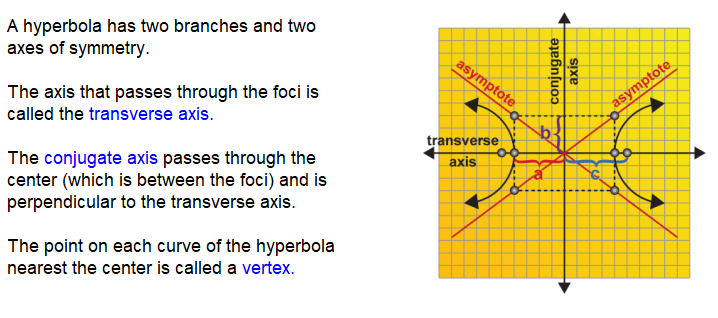 A hyperbola has two branches and two
axes of symmetry.
The axis that passes through the foci is
called the transverse axis.
The conjugate axis passes through the
center (which is between the foci) and is
perpendicular to the transverse axis.
The point on each curve of the hyperbola
nearest the center is called a vertex.
asymptote
conjugate
axis
asymptote
transverse
axis
b
a
c